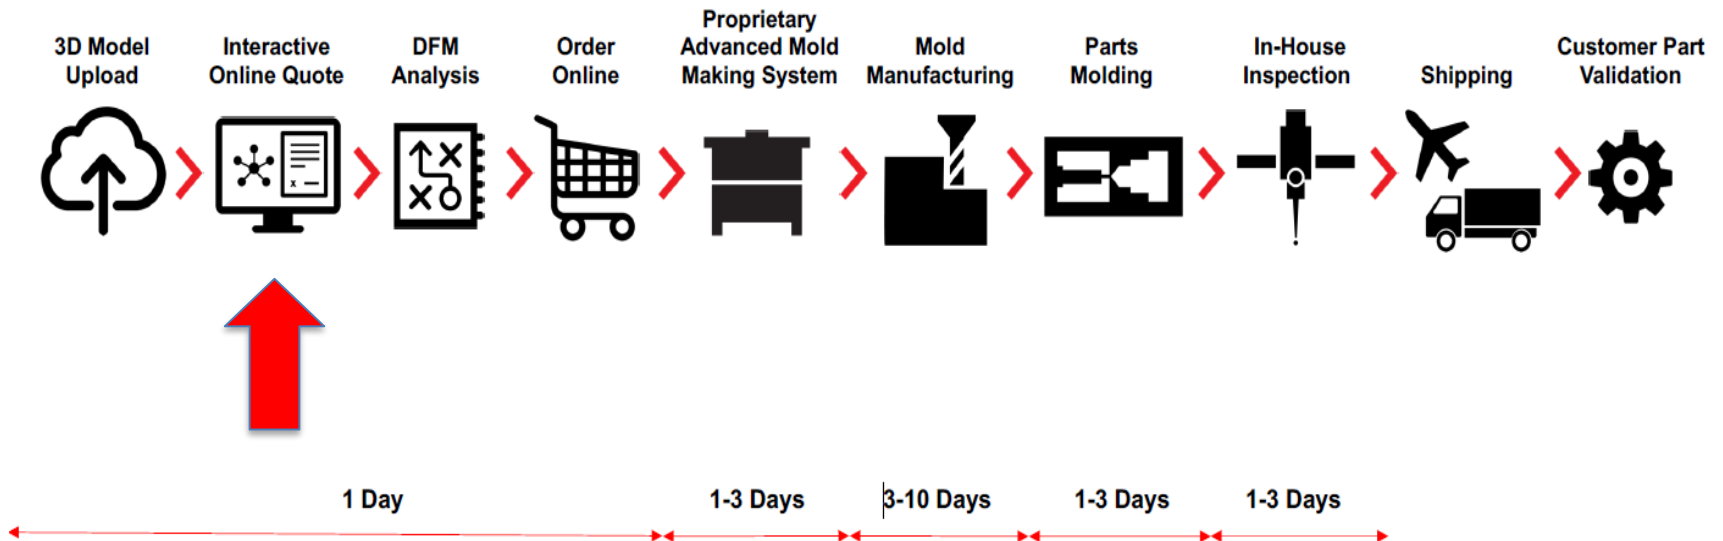 3D Model
Upload
Interactive
Online Quote
DFM
Analysis
Order
Online
Proprietary
Advanced Mold
Making System
Mold
Manufacturing
Parts
Molding
In-House
Inspection
Shipping
Customer Part
Validation
x
1 Day
1-3 Days
3-10 Days
1-3 Days
1-3 Days